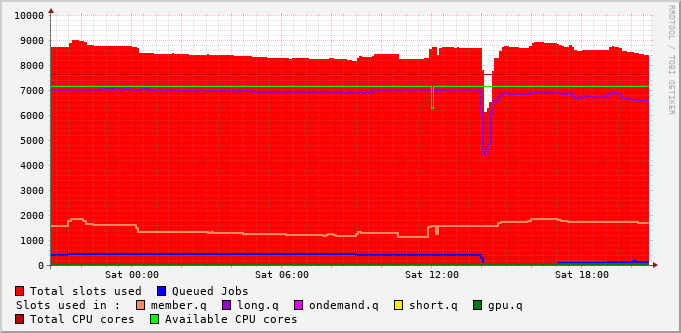 10000
9000
8000
7000
6000
5000
4000
3000
2000
1000
0
Sat 00:00 Sat 06:00 Sat 12:00 Sat 18:00
RRDTOOL / TOBI OETIKER
Total slots used Queued Jobs
Slots used in : member.q long.q ondemand.q short.q gpu.q
Total CPU cores Available CPU cores